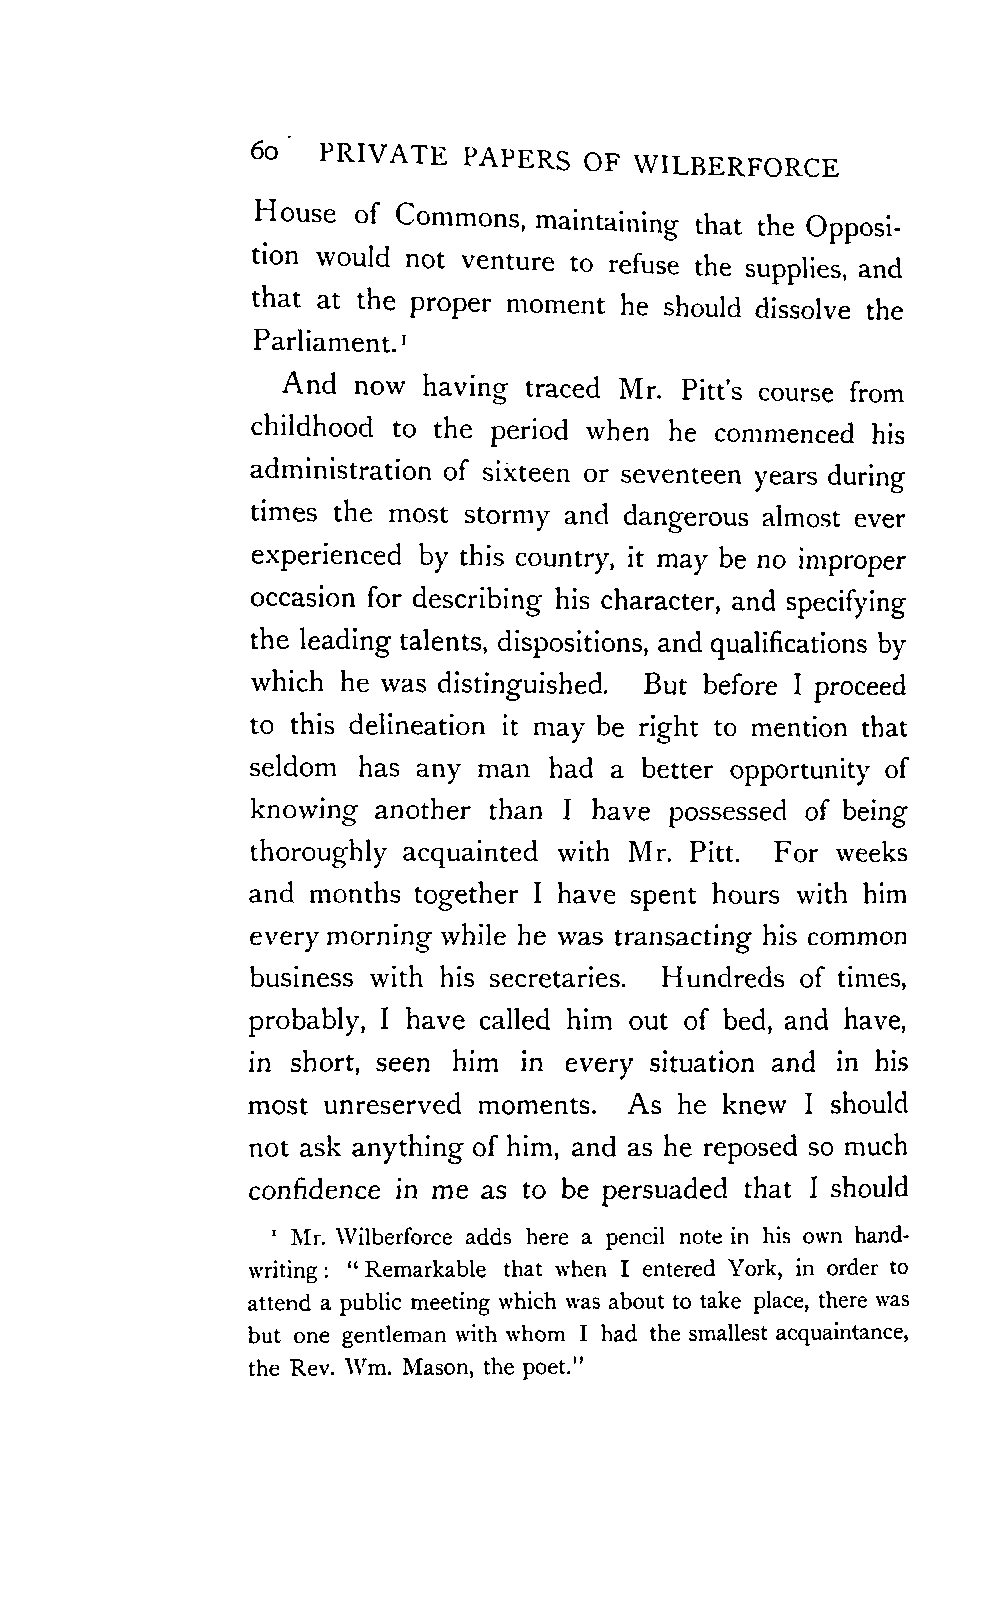 60 PRIVATE PAPERS OF WILBERFORCE
House of Commons, maintaining that the Opposi-
tion would not venture to refuse the supplies, and
that at the proper moment he should dissolve the
Parliament.¹
And now having traced Mr. Pitt's course from
childhood to the period when he commenced his
administration of sixteen or seventeen years during
times the most stormy and dangerous almost ever
experienced by this country, it may be no improper
occasion for describing his character, and specifying
the leading talents, dispositions, and qualifications by
which he was distinguished. But before I proceed
to this delineation it may be right to mention that
seldom has any man had a better opportunity of
knowing another than I have possessed of being
thoroughly acquainted with Mr. Pitt. For weeks
and months together I have spent hours with him
every morning while he was transacting his common
business with his secretaries. Hundreds of times,
probably, I have called him out of bed, and have,
in short, seen him in every situation and in his
most unreserved moments. As he knew I should
not ask anything of him, and as he reposed so much
confidence in me as to be persuaded that I should
¹ Mr. Wilberforce adds here a pencil note in his own hand-
writing: "Remarkable that when I entered York, in order to
attend a public meeting which was about to take place, there was
but one gentleman with whom I had the smallest acquaintance,
the Rev. Wm. Mason, the poet."